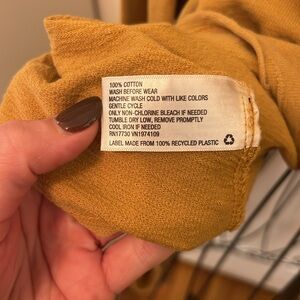 100% COTTON
WASH BEFORE WEAR
MACHINE WASH COLD WITH LIKE COLORS
GENTLE CYCLE
ONLY NON-CHLORINE BLEACH IF NEEDED
TUMBLE DRY LOW, REMOVE PROMPTLY
COOL IRON IF NEEDED
RN17730 VN1974109
LABEL MADE FROM 100% RECYCLED PLASTIC